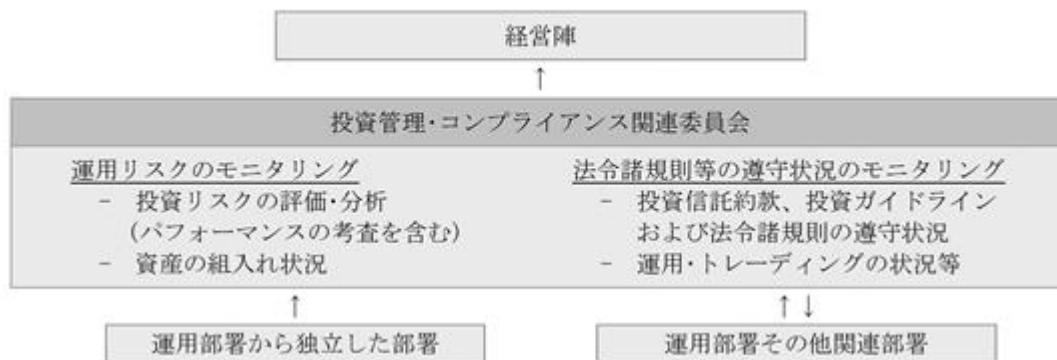 経営陣
↑
投資管理・コンプライアンス関連委員会
運用リスクのモニタリング
－ 投資リスクの評価・分析
(パフォーマンスの考査を含む)
－ 資産の組入れ状況
法令諸規則等の遵守状況のモニタリング
－ 投資信託約款、投資ガイドライン
および法令諸規則の遵守状況
－ 運用・トレーディングの状況等
↑
↑↓
運用部署から独立した部署
運用部署その他関連部署